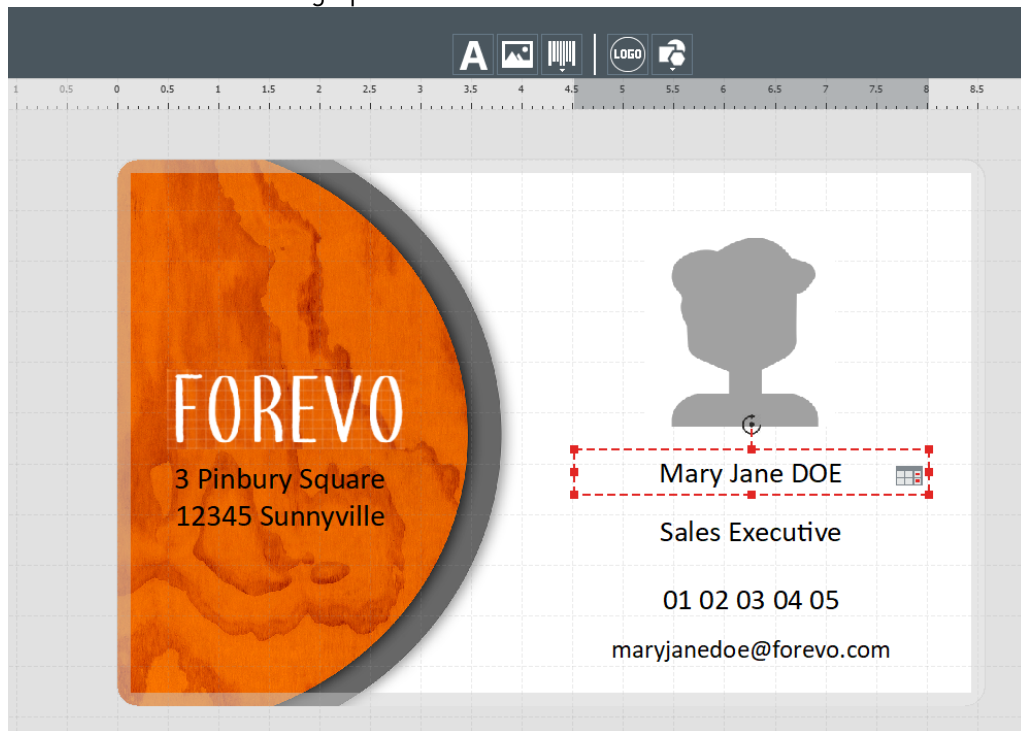 A
LOGO
1 0.5 0 0.5 1 1.5 2 2.5 3 3.5 4 4.5 5 5.5 6 6.5 7 7.5 8 8.5
FOREVO
3 Pinbury Square
12345 Sunnyville
Mary Jane DOE
Sales Executive
01 02 03 04 05
maryjanedoe@forevo.com